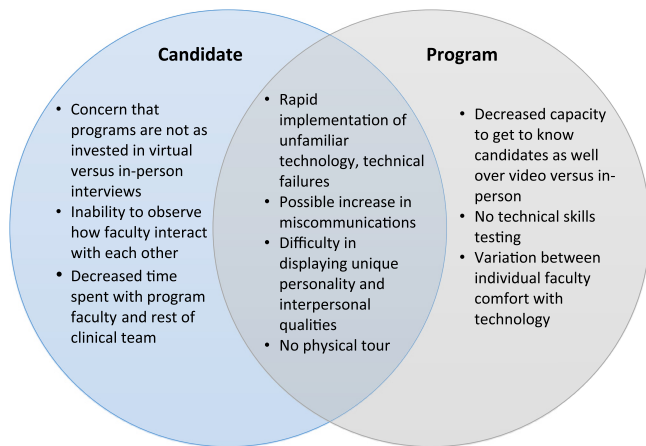 Candidate
Program
• Concern that
programs are not as
invested in virtual
versus in-person
interviews
• Inability to observe
how faculty interact
with each other
• Decreased time
spent with program
faculty and rest of
clinical team
• Rapid
implementation of
unfamiliar
technology, technical
failures
• Possible increase in
miscommunications
• Difficulty in
displaying unique
personality and
interpersonal
qualities
• No physical tour
• Decreased capacity
to get to know
candidates as well
over video versus in-
person
• No technical skills
testing
• Variation between
individual faculty
comfort with
technology